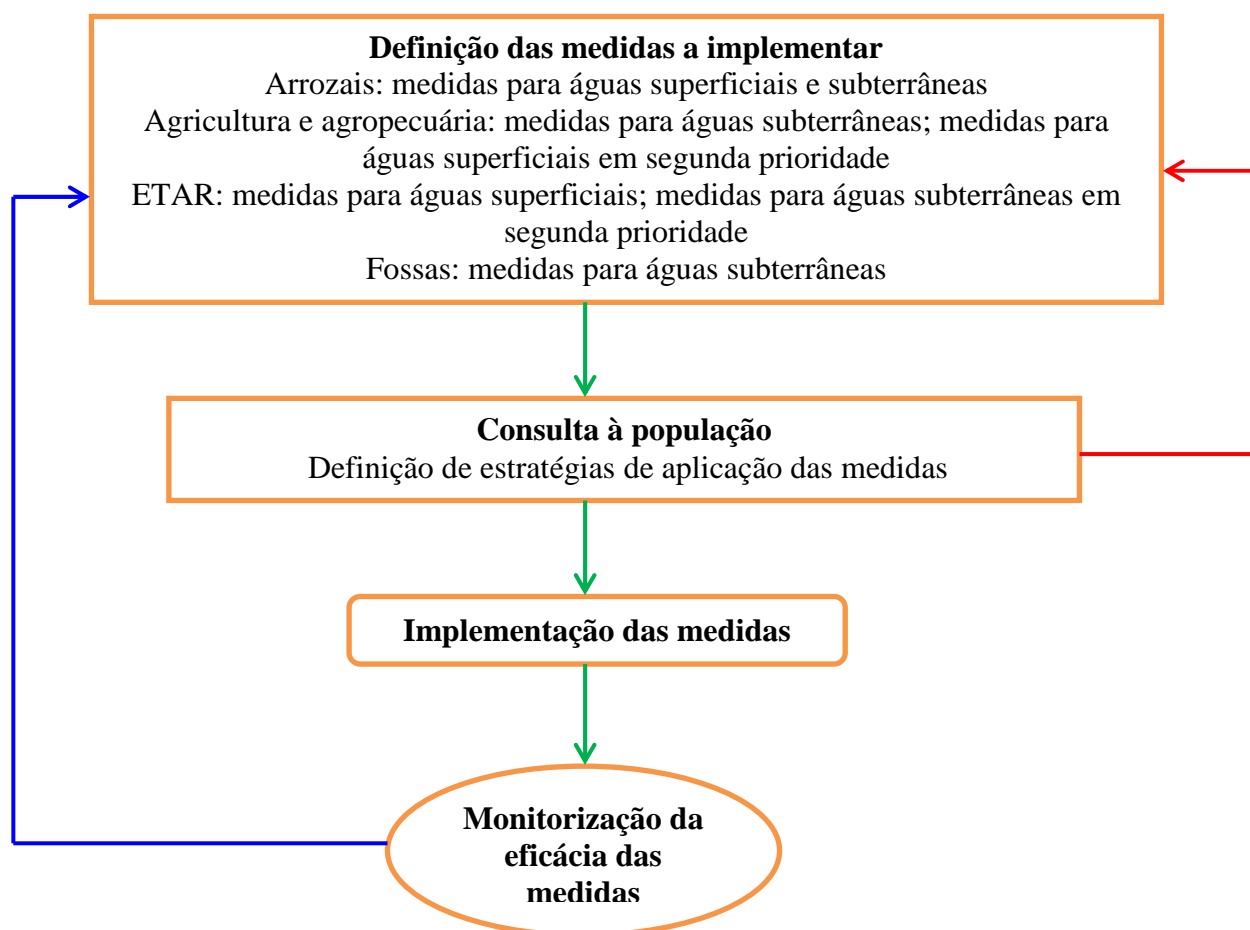 Definição das medidas a implementar
Arrozais: medidas para águas superficiais e subterrâneas
Agricultura e agropecuária: medidas para águas subterrâneas; medidas para
águas superficiais em segunda prioridade
ETAR: medidas para águas superficiais; medidas para águas subterrâneas em
segunda prioridade
Fossas: medidas para águas subterrâneas
Consulta à população
Definição de estratégias de aplicação das medidas
Implementação das medidas
Monitorização da
eficácia das
medidas